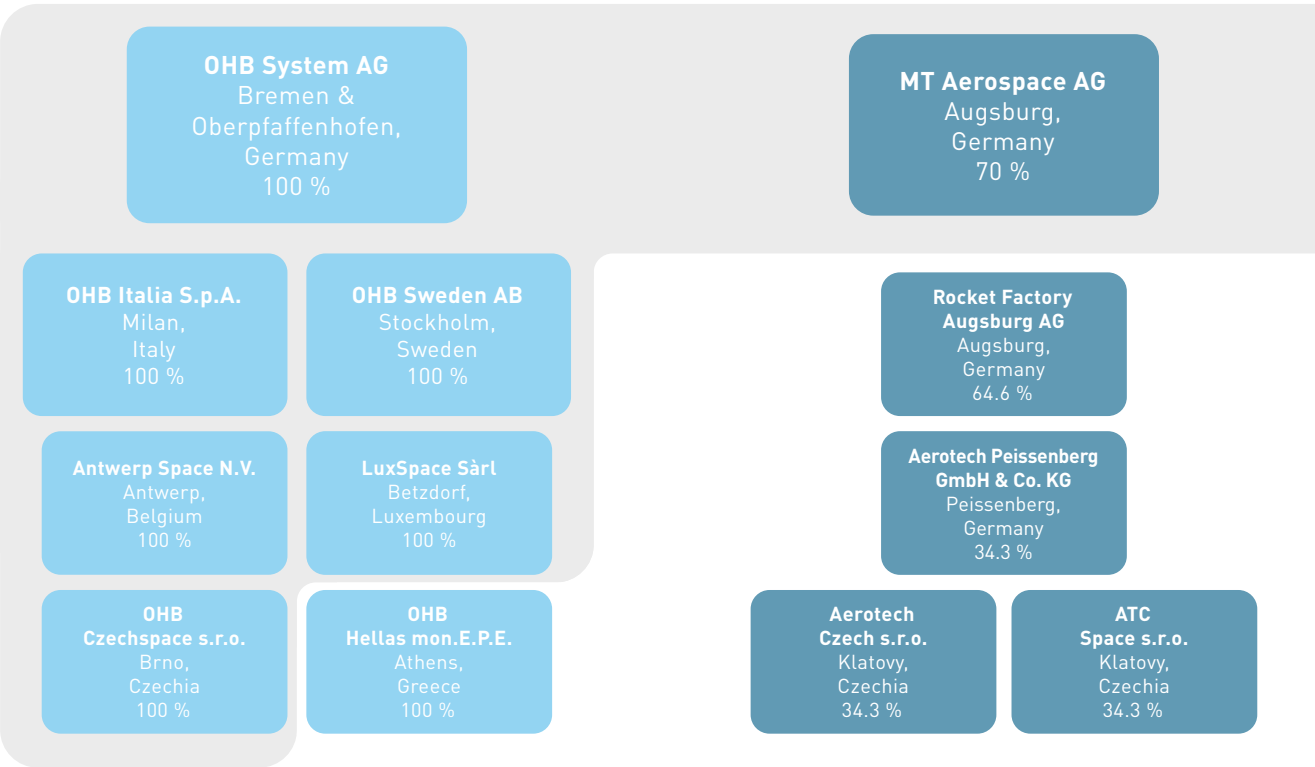 OHB System AG
Bremen &
Oberpfaffenhofen,
Germany
100 %
MT Aerospace AG
Augsburg,
Germany
70 %
OHB Italia S.p.A.
Milan,
Italy
100 %
OHB Sweden AB
Stockholm,
Sweden
100 %
Rocket Factory
Augsburg AG
Augsburg,
Germany
64.6 %
Antwerp Space N.V.
Antwerp,
Belgium
100 %
LuxSpace Sàrl
Betzdorf,
Luxembourg
100 %
Aerotech Peissenberg
GmbH & Co. KG
Peissenberg,
Germany
34.3 %
OHB
Czechspace s.r.o.
Brno,
Czechia
100 %
OHB
Hellas mon.E.P.E.
Athens,
Greece
100 %
Aerotech
Czech s.r.o.
Klatovy,
Czechia
34.3 %
ATC
Space s.r.o.
Klatovy,
Czechia
34.3 %